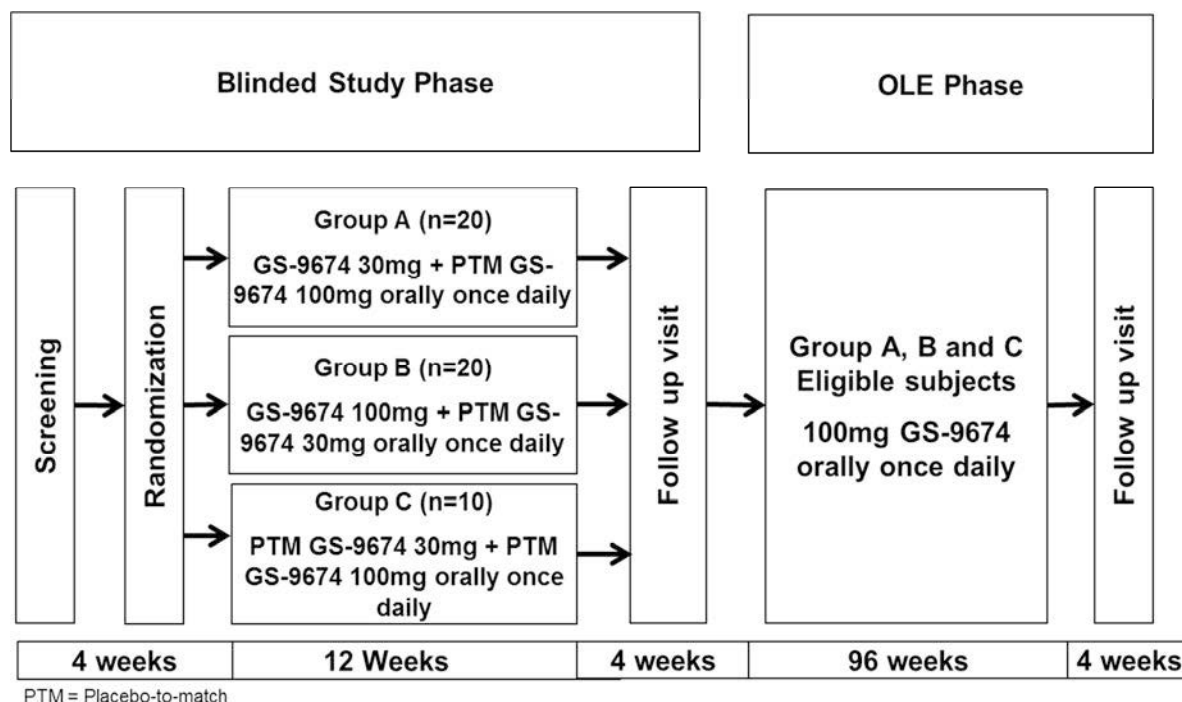 Blinded Study Phase
OLE Phase
Screening
Randomization
Group A (n=20)
GS-9674 30mg + PTM GS-
9674 100mg orally once daily
Group B (n=20)
GS-9674 100mg + PTM GS-
9674 30mg orally once daily
Group C (n=10)
PTM GS-9674 30mg + PTM
GS-9674 100mg orally once
daily
Follow up visit
Group A, B and C
Eligible subjects
100mg GS-9674
orally once daily
Follow up visit
4 weeks
12 Weeks
4 weeks
96 weeks
4 weeks
PTM = Placebo-to-match